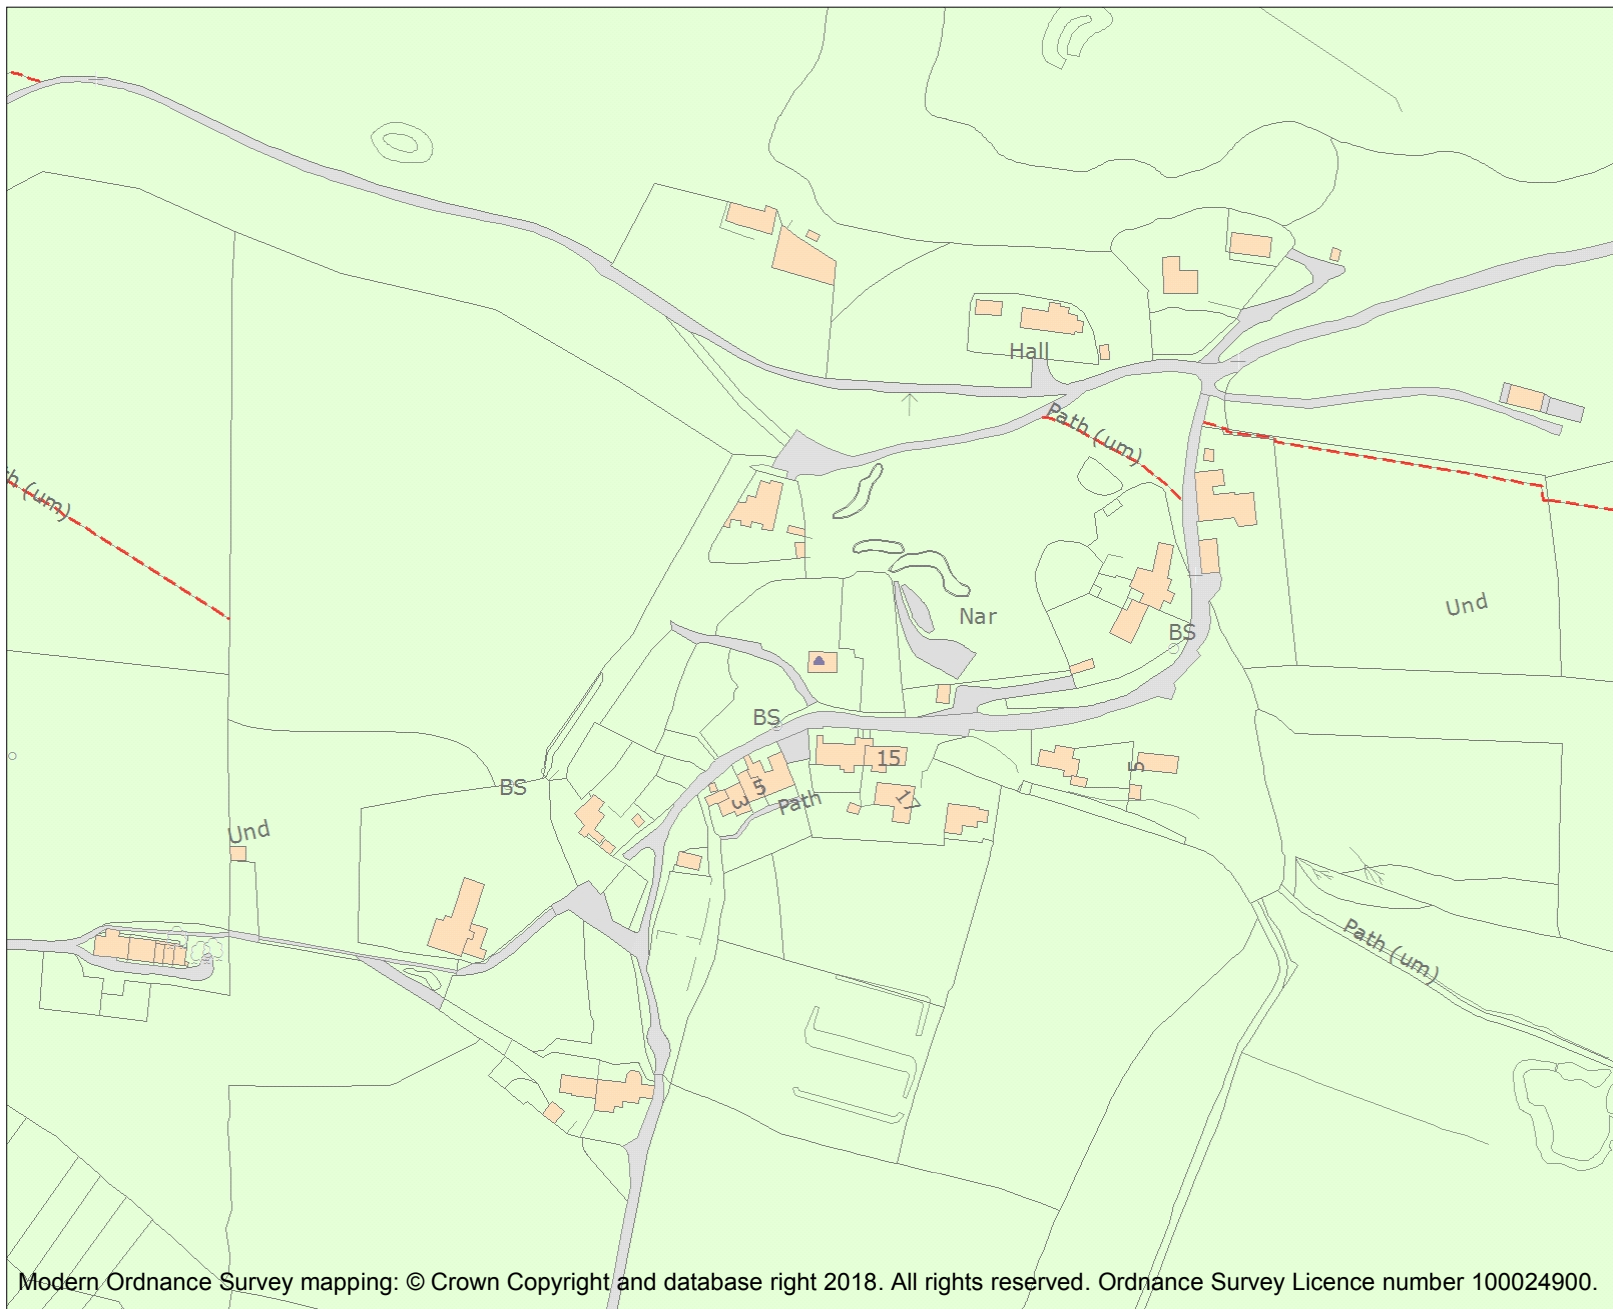 Hall
Path (um)
th (um)
Und
Nar
BS
BS
15
5
5
3
BS
Path
17
Und
Path (um)
Modern Ordnance Survey mapping: © Crown Copyright and database right 2018. All rights reserved. Ordnance Survey Licence number 100024900.